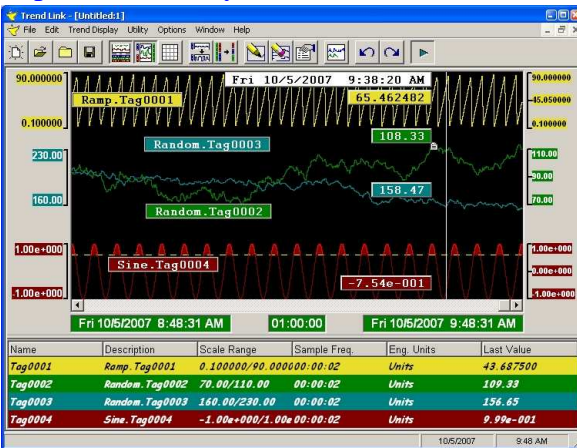 Trend Link - [Untitled:1]
File Edit Trend Display Utility Options Window Help
Fri 10/5/2007 9:38:20 AM
90.000000
0.100000
Ramp.Tag0001
65.462482
90.000000
45.050000
0.100000
Random.Tag0003
108.33
230.00
160.00
110.00
90.00
70.00
158.47
Random.Tag0002
1.00e+000
-1.00e+000
Sine.Tag0004
-7.54e-001
1.00e+000
0.00e+000
-1.00e+000
Fri 10/5/2007 8:48:31 AM 01:00:00 Fri 10/5/2007 9:48:31 AM
Name Description Scale Range Sample Freq. Eng. Units Last Value
Tag0001 Ramp.Tag0001 0.100000/90.000000:00:02 Units 43.687500
Tag0002 Random.Tag0002 70.00/110.00 00:00:02 Units 109.33
Tag0003 Random.Tag0003 160.00/230.00 00:00:02 Units 156.65
Tag0004 Sine.Tag0004 -1.00e+000/1.00e 00:00:02 Units 9.99e-001
10/5/2007 9:48 AM